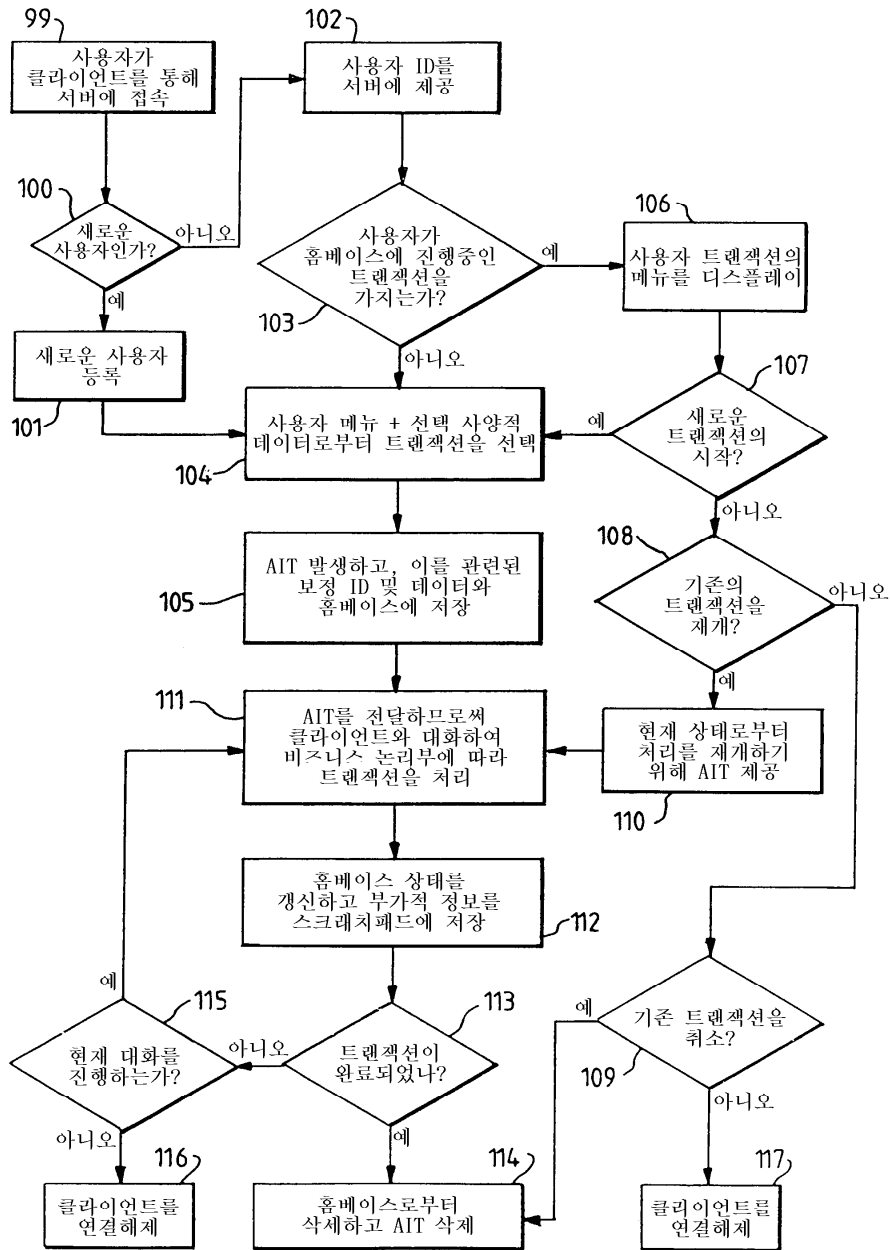 99
사용자가
클라이언트를 통해
서버에 접속
102
사용자 ID를
서버에 제공
100
새로운
사용자인가?
아니오
예
새로운 사용자
등록
101
사용자가
홈베이스에 진행중인
트랜잭션을
가지는가?
103
예
아니오
106
사용자 트랜잭션의
메뉴를 디스플레이
107
새로운
트랜잭션의
시작?
예
아니오
사용자 메뉴 + 선택 사양적
데이터로부터 트랜잭션을 선택
104
AIT 발생하고, 이를 관련된
보정 ID 및 데이터와
홈베이스에 저장
105
108
기존의
트랜잭션을
재개?
아니오
예
111
AIT를 전달하므로써
클라이언트와 대화하여
비즈니스 논리부에 따라
트랜잭션을 처리
현재 상태로부터
처리를 재개하기
위해 AIT 제공
110
홈베이스 상태를
갱신하고 부가적 정보를
스크래치패드에 저장
112
예
115
현재 대화를
진행하는가?
아니오
아니오
113
트랜잭션이
완료되었나?
예
예
기존 트랜잭션을
취소?
109
아니오
116
클라이언트를
연결해제
114
홈베이스로부터
삭세하고 AIT 삭제
117
클리이언트를
연결해제